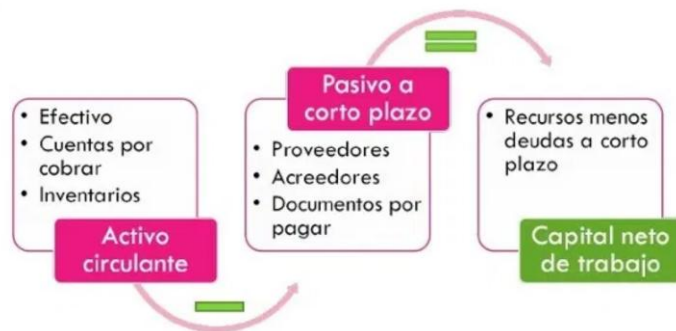 • Efectivo
• Cuentas por
cobrar
• Inventarios
Activo
circulante
Pasivo a
corto plazo
• Proveedores
• Acreedores
• Documentos por
pagar
• Recursos menos
deudas a corto
plazo
Capital neto
de trabajo